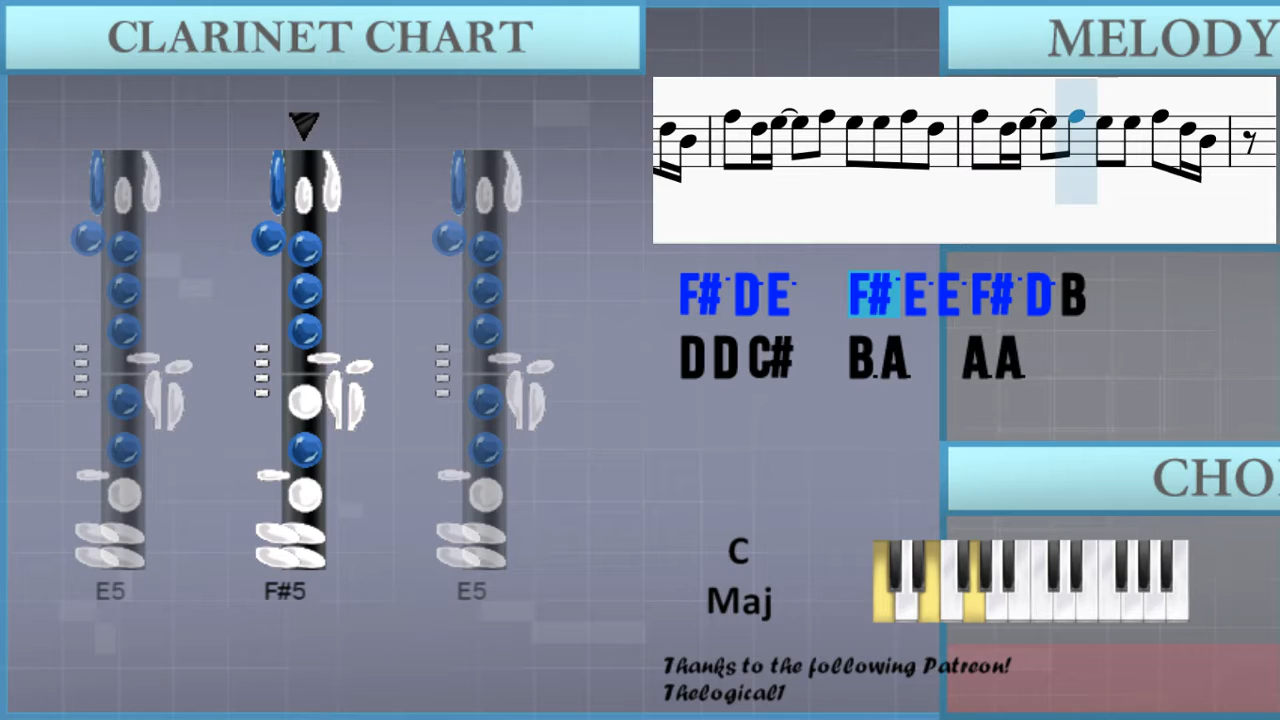 CLARINET CHART
MELODY
F#˙D˙E˙ F#˙E˙E˙F#˙D˙B
D D C# B.A. A.A.
E5 F#5 E5
C
Maj
CHO
Thanks to the following Patreon!
Thelogical1